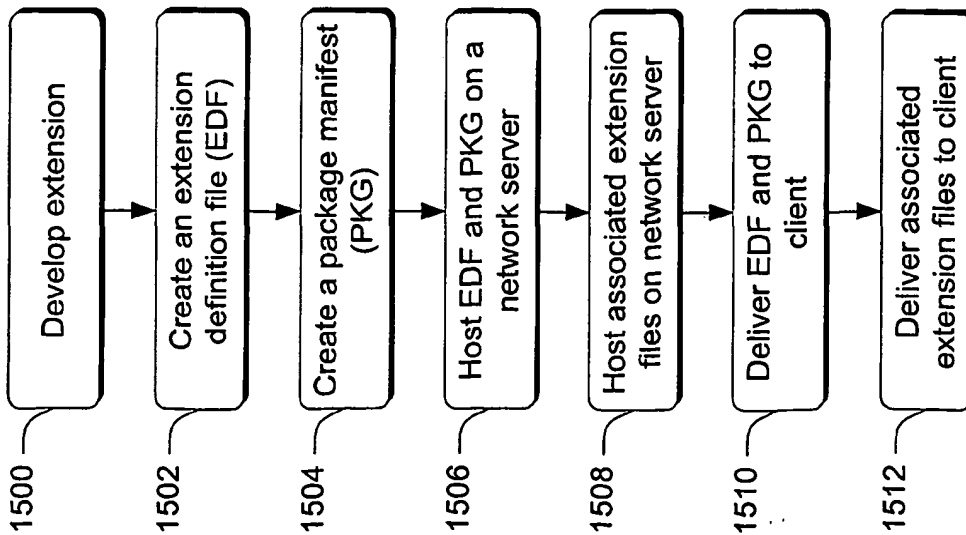 1500
Develop extension
1502
Create an extension
definition file (EDF)
1504
Create a package manifest
(PKG)
1506
Host EDF and PKG on a
network server
1508
Host associated extension
files on network server
1510
Deliver EDF and PKG to
client
1512
Deliver associated
extension files to client